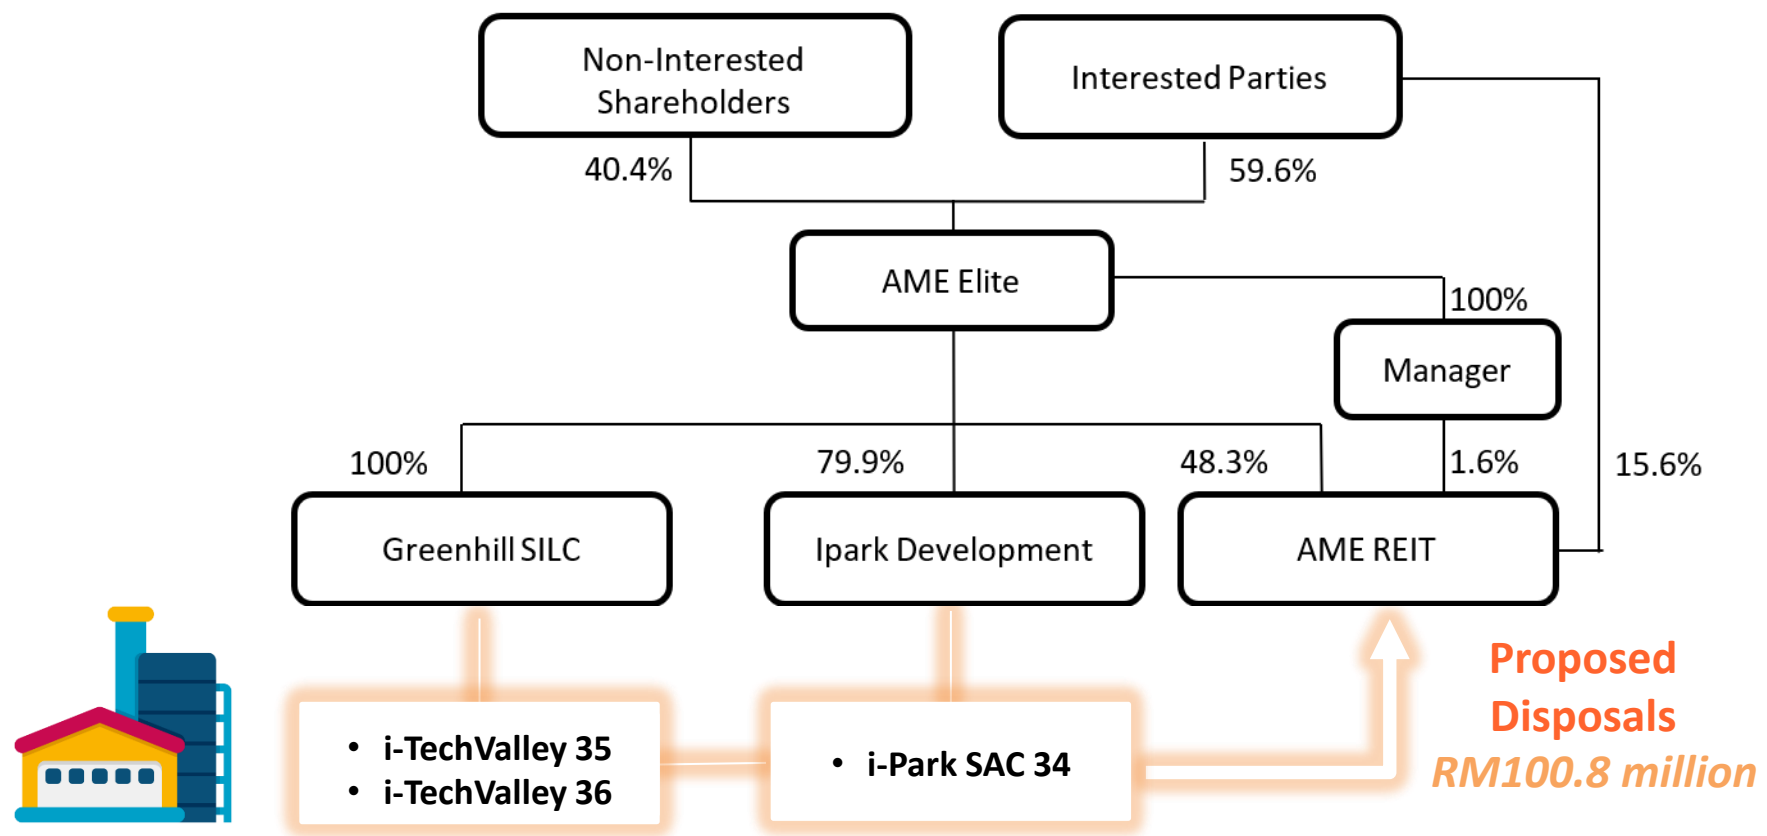 Non-Interested
Shareholders
Interested Parties
40.4%
59.6%
AME Elite
100%
Manager
100%
79.9%
48.3%
1.6%
15.6%
Greenhill SILC
Ipark Development
AME REIT
• i-TechValley 35
• i-TechValley 36
• i-Park SAC 34
Proposed
Disposals
RM100.8 million